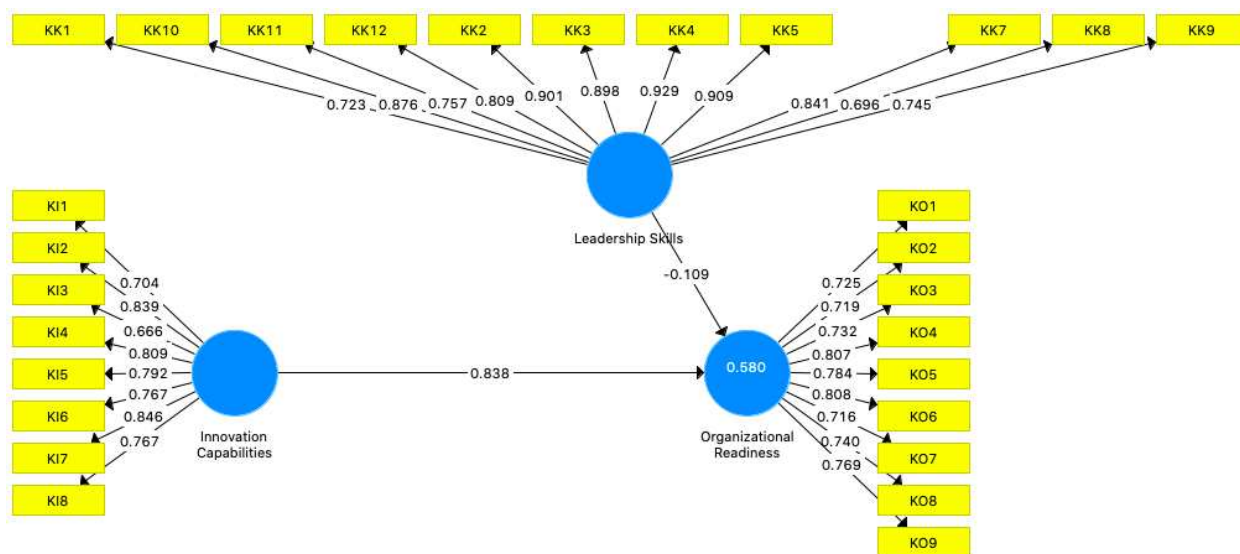 KK1 KK10 KK11 KK12 KK2 KK3 KK4 KK5 KK7 KK8 KK9
0.723 0.876 0.757 0.809 0.901 0.898 0.929 0.909 0.841 0.696 0.745
Leadership Skills
-0.109
KI1
KI2
KI3
KI4
KI5
KI6
KI7
KI8
0.704
0.839
0.666
0.809
0.792
0.767
0.846
0.767
Innovation
Capabilities
0.838
0.580
Organizational
Readiness
0.725
0.719
0.732
0.807
0.784
0.808
0.716
0.740
0.769
KO1
KO2
KO3
KO4
KO5
KO6
KO7
KO8
KO9